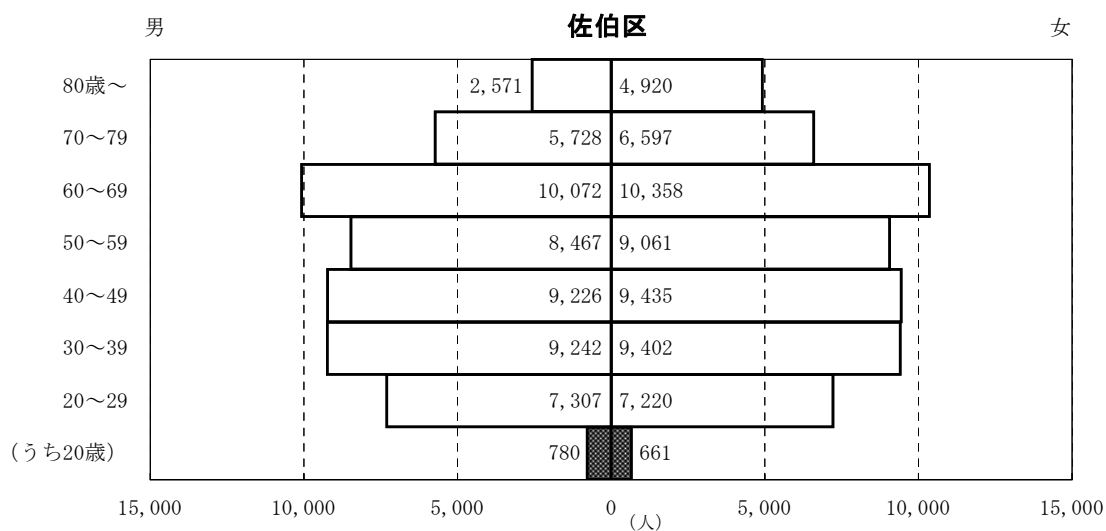 男 佐伯区 女
80歳～ 2,571 4,920
70～79 5,728 6,597
60～69 10,072 10,358
50～59 8,467 9,061
40～49 9,226 9,435
30～39 9,242 9,402
20～29 7,307 7,220
（うち20歳） 780 661
15,000 10,000 5,000 0 5,000 10,000 15,000
（人）